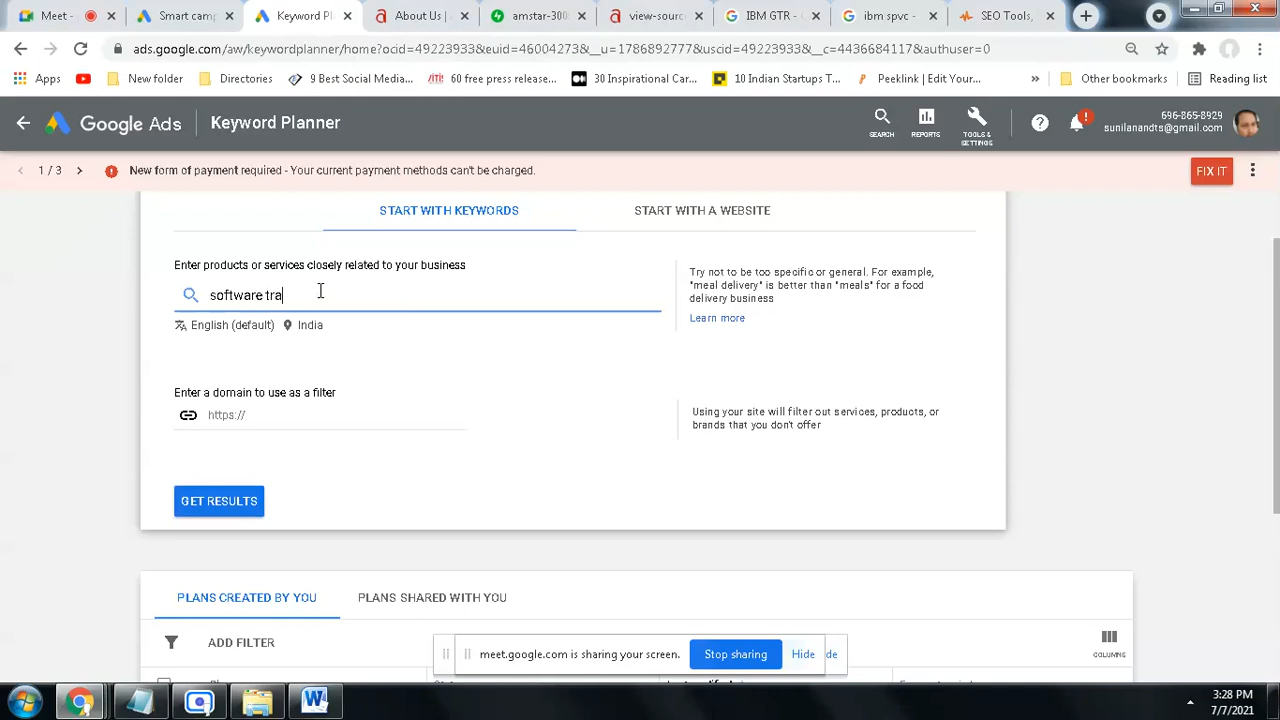 Meet -
Smart camp
Keyword Pl
About Us |
amster-300
view-sourc
IBM GTR -
ibm spvc -
SEO Tools,
ads.google.com/aw/keywordplanner/home?ocid=49223933&euid=46004273&__u=1786892777&uscid=49223933&__c=4436684117&authuser=0
Apps
New folder
Directories
9 Best Social Media...
60 free press release...
30 Inspirational Car...
10 Indian Startups T...
Peeklink | Edit Your...
»
Other bookmarks
Reading list
Google Ads
Keyword Planner
SEARCH
REPORTS
TOOLS &
SETTINGS
696-865-8929
sunilanandts@gmail.com
1 / 3
New form of payment required - Your current payment methods can't be charged.
FIX IT
START WITH KEYWORDS
START WITH A WEBSITE
Enter products or services closely related to your business
software tra
English (default)
India
Try not to be too specific or general. For example,
"meal delivery" is better than "meals" for a food
delivery business
Learn more
Enter a domain to use as a filter
https://
Using your site will filter out services, products, or
brands that you don't offer
GET RESULTS
PLANS CREATED BY YOU
PLANS SHARED WITH YOU
ADD FILTER
COLUMNS
meet.google.com is sharing your screen.
Stop sharing
Hide
de
3:28 PM
7/7/2021